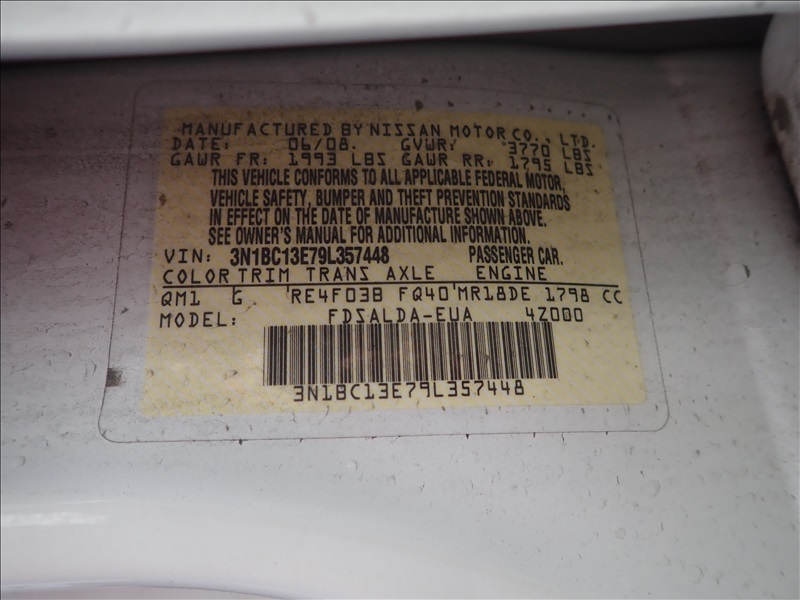 MANUFACTURED BY NISSAN MOTOR CO., LTD.
DATE: 06/08. GVWR: 3770 LBS
GAWR FR: 1993 LBS GAWR RR: 1795 LBS
THIS VEHICLE CONFORMS TO ALL APPLICABLE FEDERAL MOTOR,
VEHICLE SAFETY, BUMPER AND THEFT PREVENTION STANDARDS
IN EFFECT ON THE DATE OF MANUFACTURE SHOWN ABOVE.
SEE OWNER'S MANUAL FOR ADDITIONAL INFORMATION.
VIN: 3N1BC13E79L357448 PASSENGER CAR.
COLOR TRIM TRANS AXLE ENGINE
QM1 G RE4F03B FQ40 MR18DE 1798 CC
MODEL: FDSALDA-EUA 4Z000
3N1BC13E79L357448